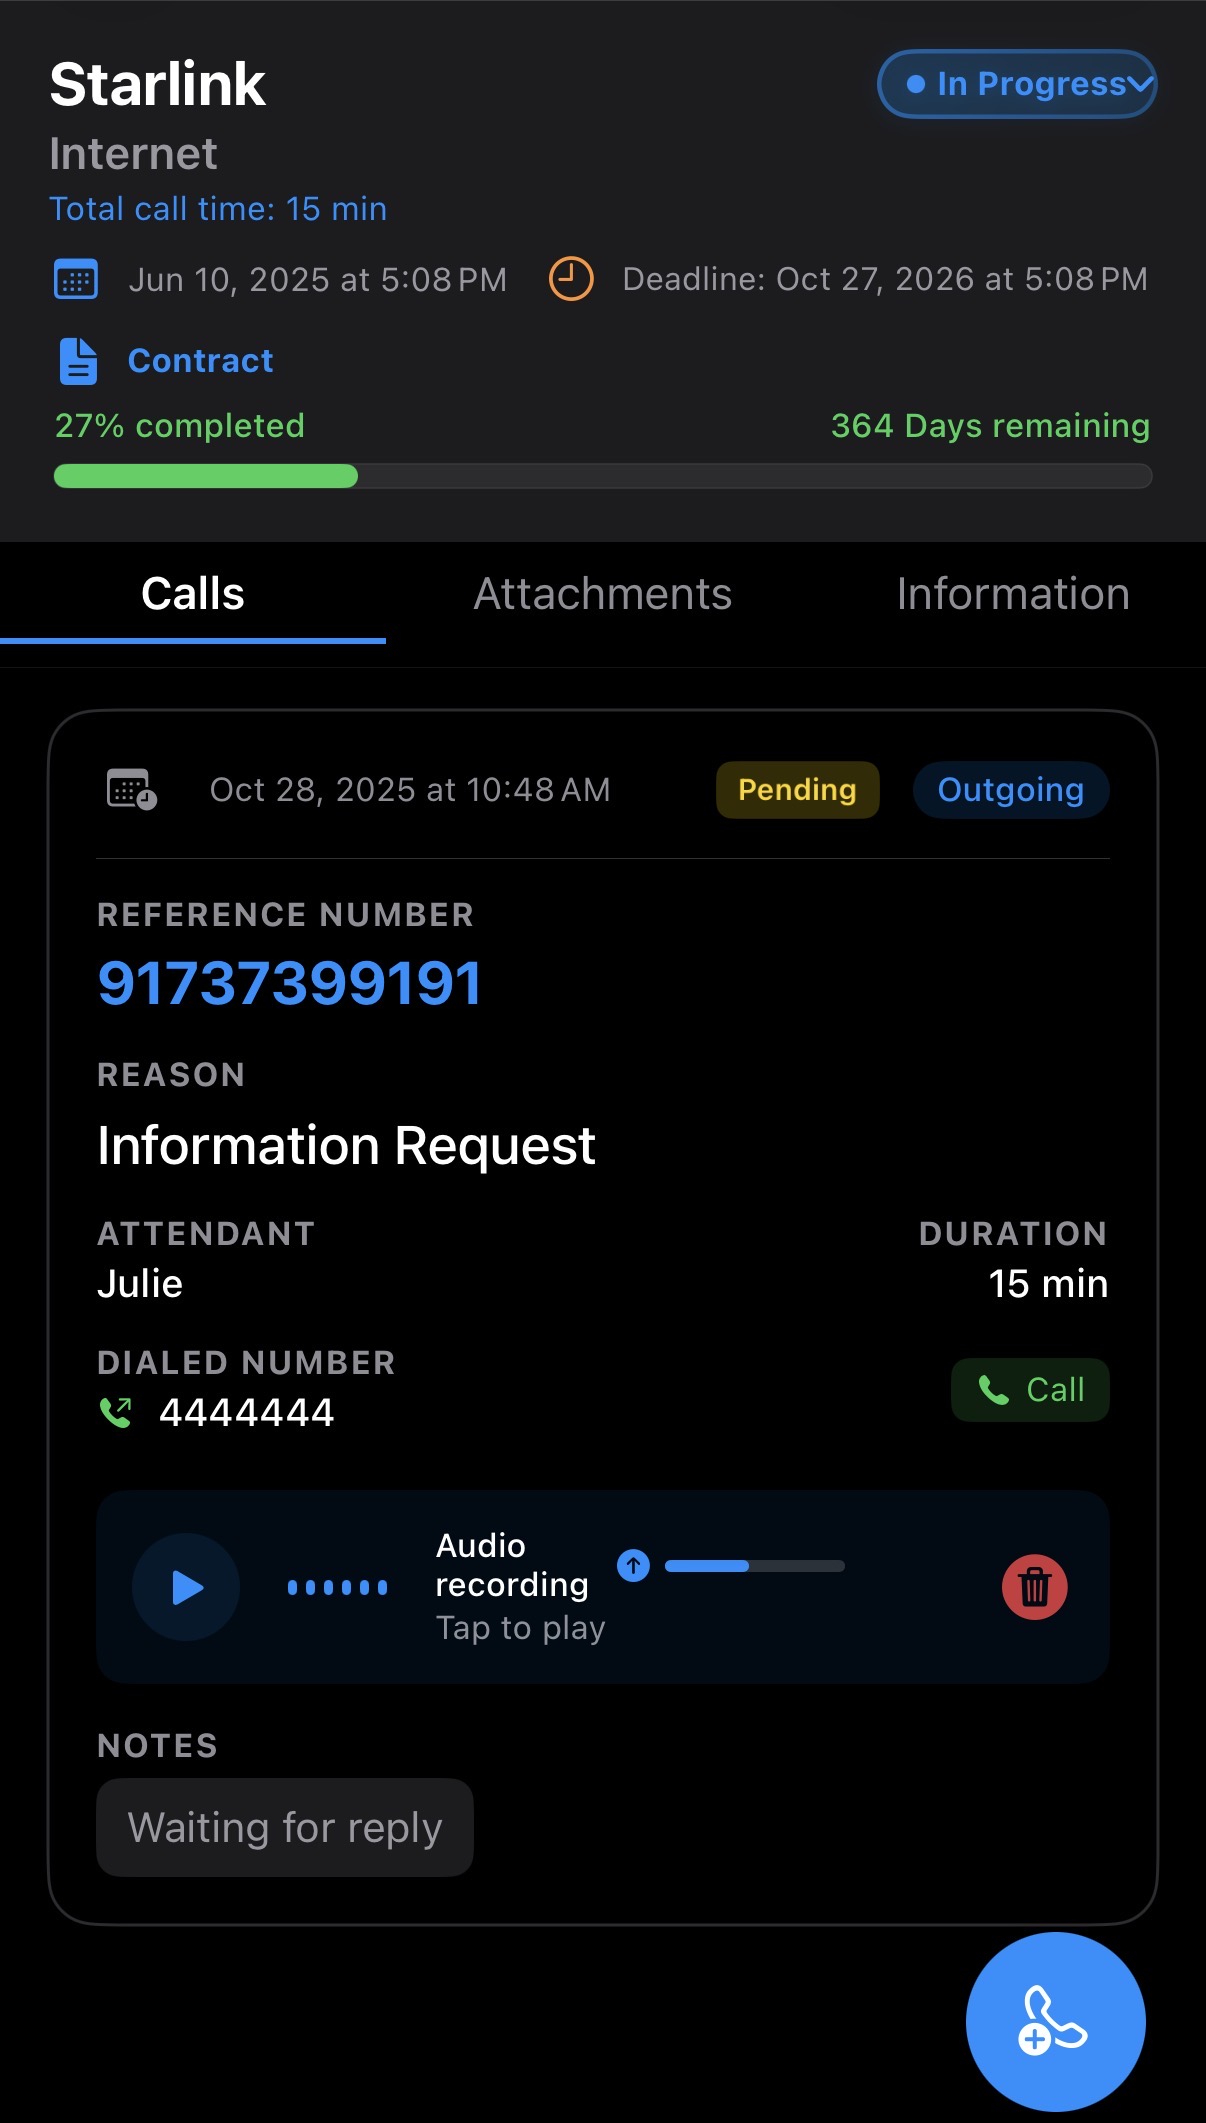 Starlink
In Progress
Internet
Total call time: 15 min
Jun 10, 2025 at 5:08 PM
Deadline: Oct 27, 2026 at 5:08 PM
Contract
27% completed
364 Days remaining
Calls
Attachments
Information
Oct 28, 2025 at 10:48 AM
Pending
Outgoing
REFERENCE NUMBER
91737399191
REASON
Information Request
ATTENDANT
DURATION
Julie
15 min
DIALED NUMBER
4444444
Call
Audio
recording
Tap to play
NOTES
Waiting for reply